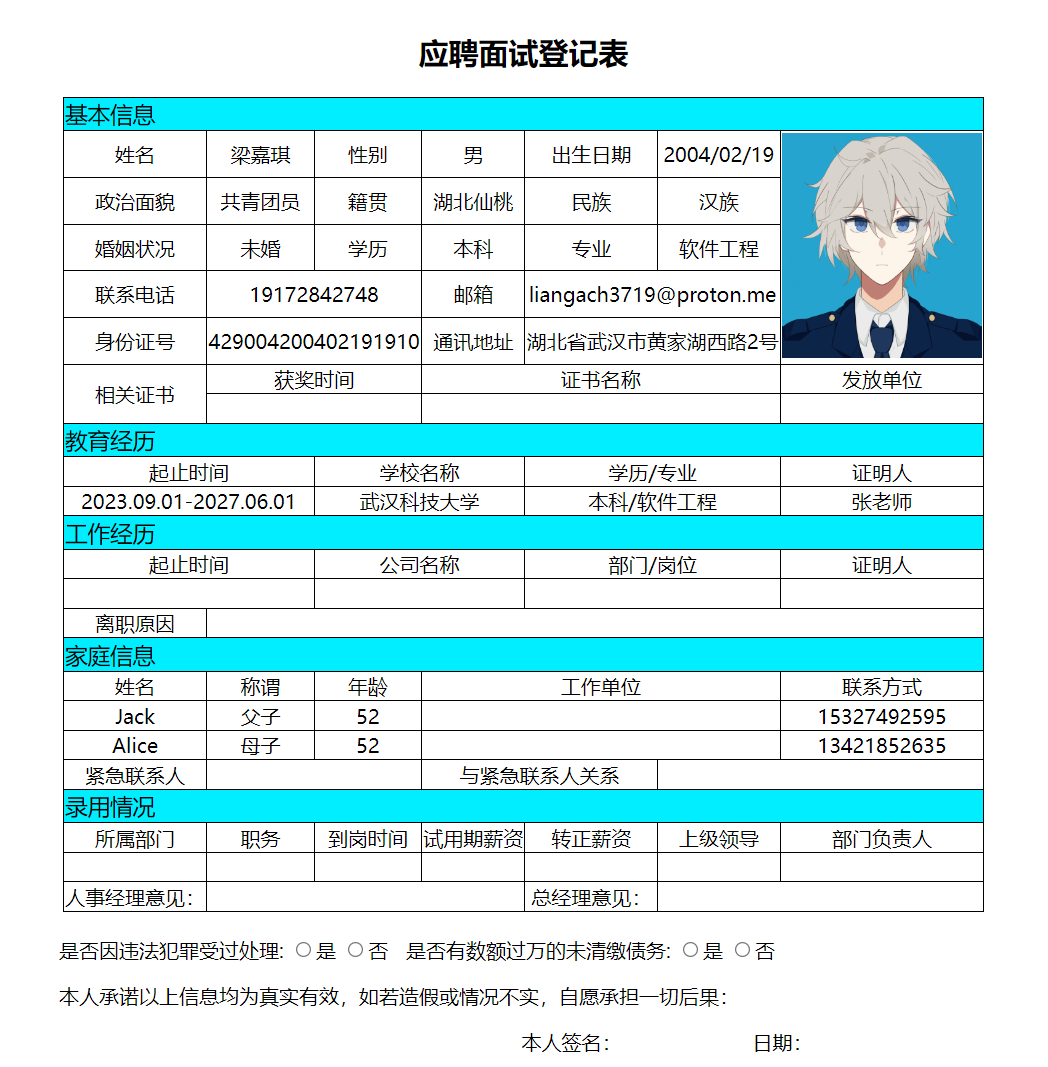 应聘面试登记表
基本信息
姓名 梁嘉琪 性别 男 出生日期 2004/02/19
政治面貌 共青团员 籍贯 湖北仙桃 民族 汉族
婚姻状况 未婚 学历 本科 专业 软件工程
联系电话 19172842748 邮箱 liangach3719@proton.me
身份证号 429004200402191910 通讯地址 湖北省武汉市黄家湖西路2号
相关证书 获奖时间 证书名称 发放单位
教育经历
起止时间 学校名称 学历/专业 证明人
2023.09.01-2027.06.01 武汉科技大学 本科/软件工程 张老师
工作经历
起止时间 公司名称 部门/岗位 证明人
离职原因
家庭信息
姓名 称谓 年龄 工作单位 联系方式
Jack 父子 52 15327492595
Alice 母子 52 13421852635
紧急联系人 与紧急联系人关系
录用情况
所属部门 职务 到岗时间 试用期薪资 转正薪资 上级领导 部门负责人
人事经理意见： 总经理意见：
是否因违法犯罪受过处理: 是 否 是否有数额过万的未清缴债务: 是 否
本人承诺以上信息均为真实有效，如若造假或情况不实，自愿承担一切后果：
本人签名： 日期：